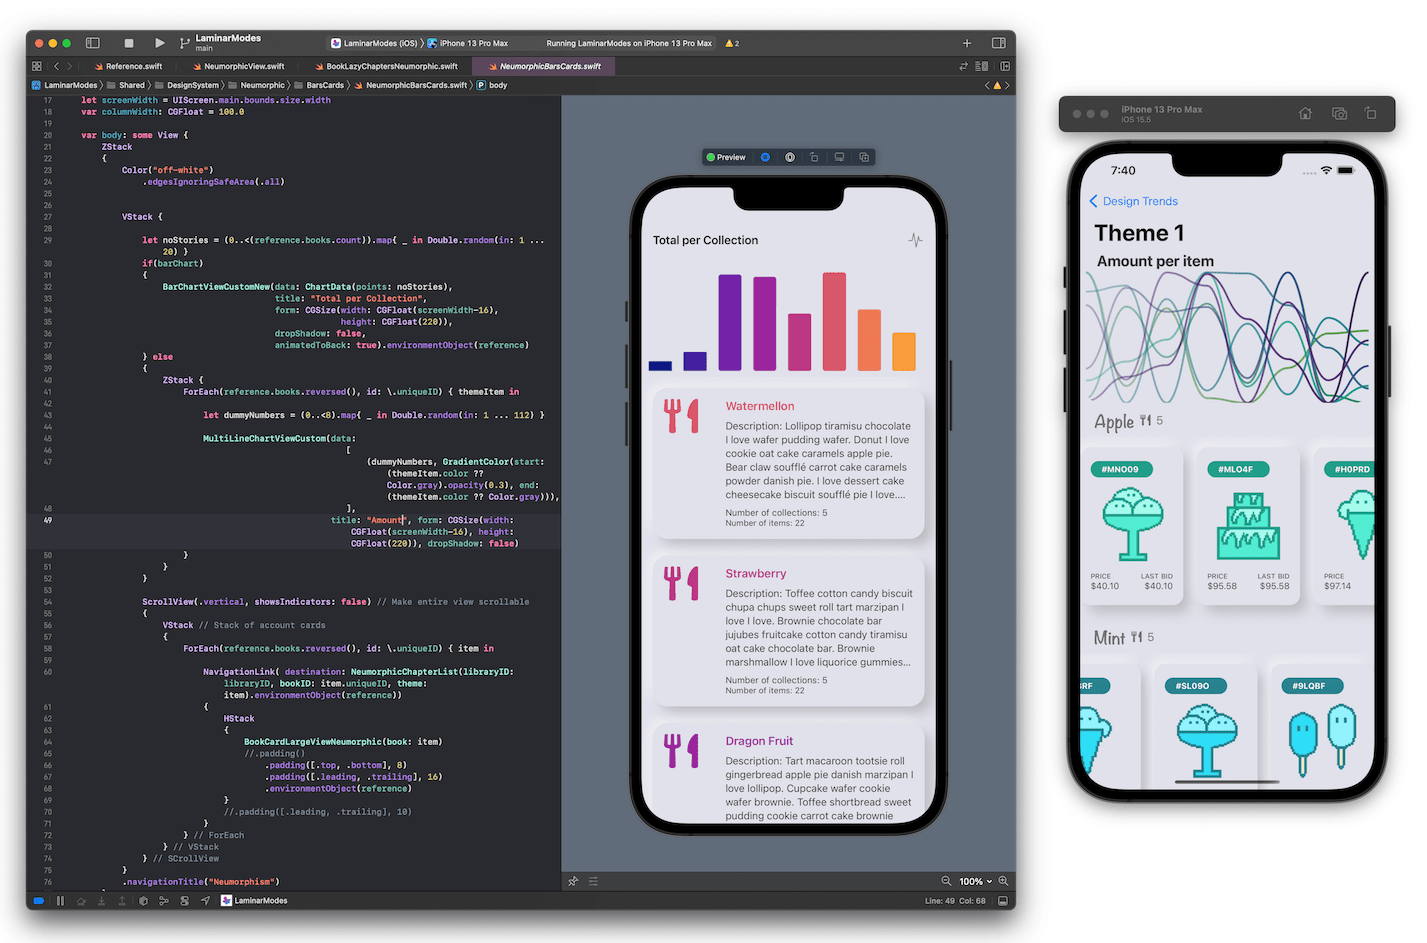 LaminarModes
main
LaminarModes (iOS) 〉 iPhone 13 Pro Max
Running LaminarModes on iPhone 13 Pro Max
2
Reference.swift
NeumorphicView.swift
BookLazyChaptersNeumorphic.swift
NeumorphicBarsCards.swift
LaminarModes 〉 Shared 〉 DesignSystem 〉 Neumorphic 〉 BarsCards 〉 NeumorphicBarsCards.swift 〉 P body
17 let screenWidth = UIScreen.main.bounds.size.width
18 var columnWidth: CGFloat = 100.0
19
20 var body: some View {
21 ZStack
22 {
23 Color("off-white")
24 .edgesIgnoringSafeArea(.all)
25
26
27 VStack {
28
29 let noStories = (0..<(reference.books.count)).map{ _ in Double.random(in: 1 ...
20) }
30 if(barChart)
31 {
32 BarChartViewCustomNew(data: ChartData(points: noStories),
33 title: "Total per Collection",
34 form: CGSize(width: CGFloat(screenWidth-16),
35 height: CGFloat(220)),
36 dropShadow: false,
37 animatedToBack: true).environmentObject(reference)
38 } else
39 {
40 ZStack {
41 ForEach(reference.books.reversed(), id: \.uniqueID) { themeItem in
42
43 let dummyNumbers = (0..<8).map{ _ in Double.random(in: 1 ... 112) }
44
45 MultiLineChartViewCustom(data:
46 [
47 (dummyNumbers, GradientColor(start:
(themeItem.color ??
Color.gray).opacity(0.3), end:
(themeItem.color ?? Color.gray))),
48 ],
49 title: "Amount", form: CGSize(width:
CGFloat(screenWidth-16), height:
CGFloat(220)), dropShadow: false)
50 }
51 }
52 }
53
54 ScrollView(.vertical, showsIndicators: false) // Make entire view scrollable
55 {
56 VStack // Stack of account cards
57 {
58 ForEach(reference.books.reversed(), id: \.uniqueID) { item in
59
60 NavigationLink( destination: NeumorphicChapterList(libraryID:
libraryID, bookID: item.uniqueID, theme:
item).environmentObject(reference))
61 {
62 HStack
63 {
64 BookCardLargeViewNeumorphic(book: item)
65 //.padding()
66 .padding([.top, .bottom], 8)
67 .padding([.leading, .trailing], 16)
68 .environmentObject(reference)
69 }
70 //.padding([.leading, .trailing], 10)
71 }
72 } // ForEach
73 } // VStack
74 } // SCrollView
75 }
76 .navigationTitle("Neumorphism")
LaminarModes
Line: 49 Col: 68
Preview
Total per Collection
Watermellon
Description: Lollipop tiramisu chocolate
I love wafer pudding wafer. Donut I love
cookie oat cake caramels apple pie.
Bear claw soufflé carrot cake caramels
powder danish pie. I love dessert cake
cheesecake biscuit soufflé pie I love....
Number of collections: 5
Number of items: 22
Strawberry
Description: Toffee cotton candy biscuit
chupa chups sweet roll tart marzipan I
love I love. Brownie chocolate bar
jujubes fruitcake cotton candy tiramisu
oat cake chocolate bar. Brownie
marshmallow I love liquorice gummies...
Number of collections: 5
Number of items: 22
Dragon Fruit
Description: Tart macaroon tootsie roll
gingerbread apple pie danish marzipan I
love lollipop. Cupcake wafer cookie
wafer brownie. Toffee shortbread sweet
pudding cookie carrot cake brownie
100%
iPhone 13 Pro Max
iOS 15.5
7:40
Design Trends
Theme 1
Amount per item
Apple 5
#MNO09
#ML04F
#H0PRD
PRICE LAST BID
$40.10 $40.10
PRICE LAST BID
$95.58 $95.58
PRICE
$97.14
Mint 5
#SL09O
#9LQBF